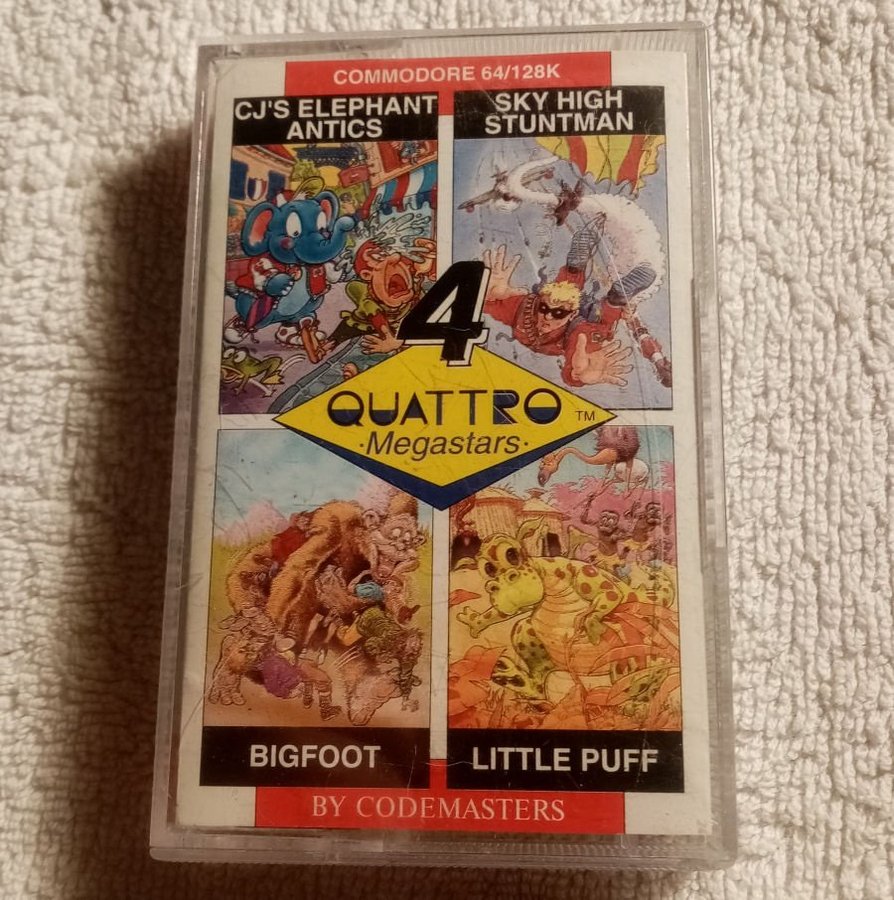 COMMODORE 64/128K
CJ'S ELEPHANT
ANTICS
SKY HIGH
STUNTMAN
4
QUATTRO TM
·Megastars·
BIGFOOT
LITTLE PUFF
BY CODEMASTERS